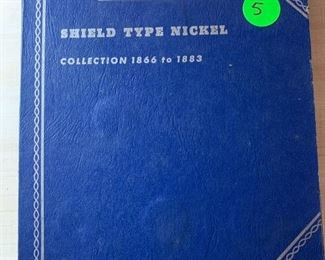 5
SHIELD TYPE NICKEL
COLLECTION 1866 to 1883